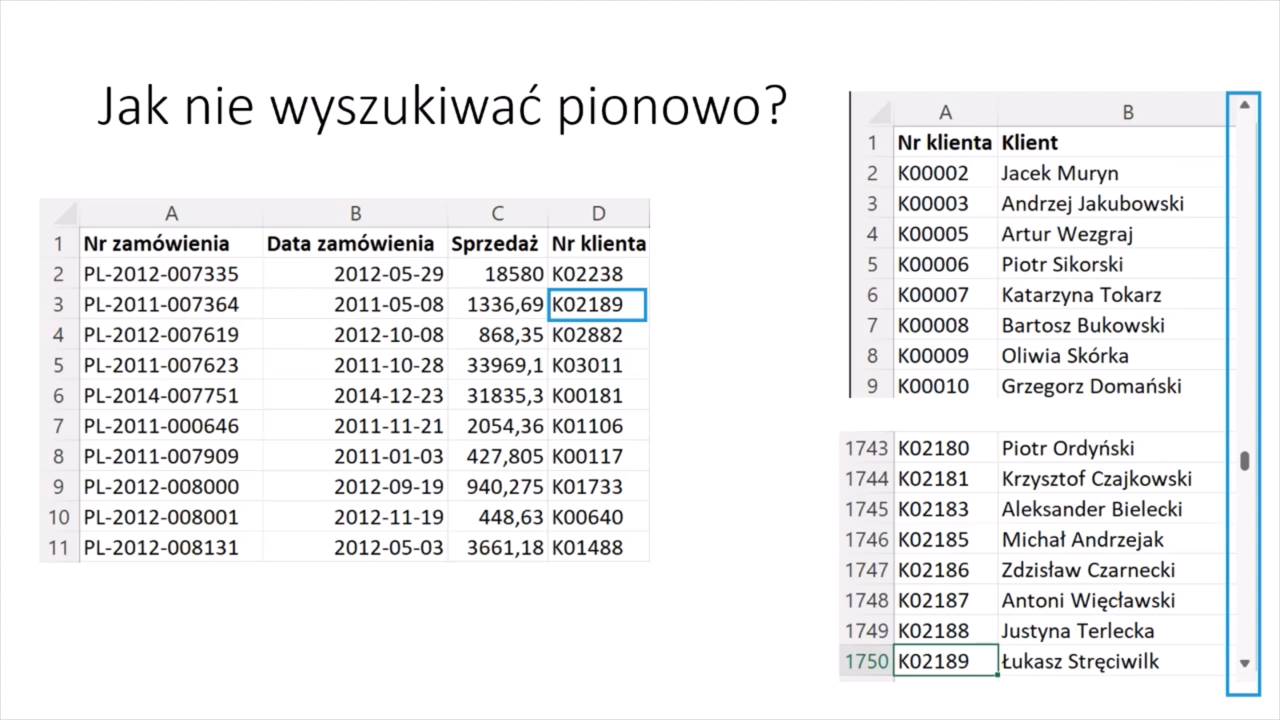 Jak nie wyszukiwać pionowo?
A B C D
1 Nr zamówienia Data zamówienia Sprzedaż Nr klienta
2 PL-2012-007335 2012-05-29 18580 K02238
3 PL-2011-007364 2011-05-08 1336,69 K02189
4 PL-2012-007619 2012-10-08 868,35 K02882
5 PL-2011-007623 2011-10-28 33969,1 K03011
6 PL-2014-007751 2014-12-23 31835,3 K00181
7 PL-2011-000646 2011-11-21 2054,36 K01106
8 PL-2011-007909 2011-01-03 427,805 K00117
9 PL-2012-008000 2012-09-19 940,275 K01733
10 PL-2012-008001 2012-11-19 448,63 K00640
11 PL-2012-008131 2012-05-03 3661,18 K01488
A B
1 Nr klienta Klient
2 K00002 Jacek Muryn
3 K00003 Andrzej Jakubowski
4 K00005 Artur Wezgraj
5 K00006 Piotr Sikorski
6 K00007 Katarzyna Tokarz
7 K00008 Bartosz Bukowski
8 K00009 Oliwia Skórka
9 K00010 Grzegorz Domański
1743 K02180 Piotr Ordyński
1744 K02181 Krzysztof Czajkowski
1745 K02183 Aleksander Bielecki
1746 K02185 Michał Andrzejak
1747 K02186 Zdzisław Czarnecki
1748 K02187 Antoni Więcławski
1749 K02188 Justyna Terlecka
1750 K02189 Łukasz Stręciwilk